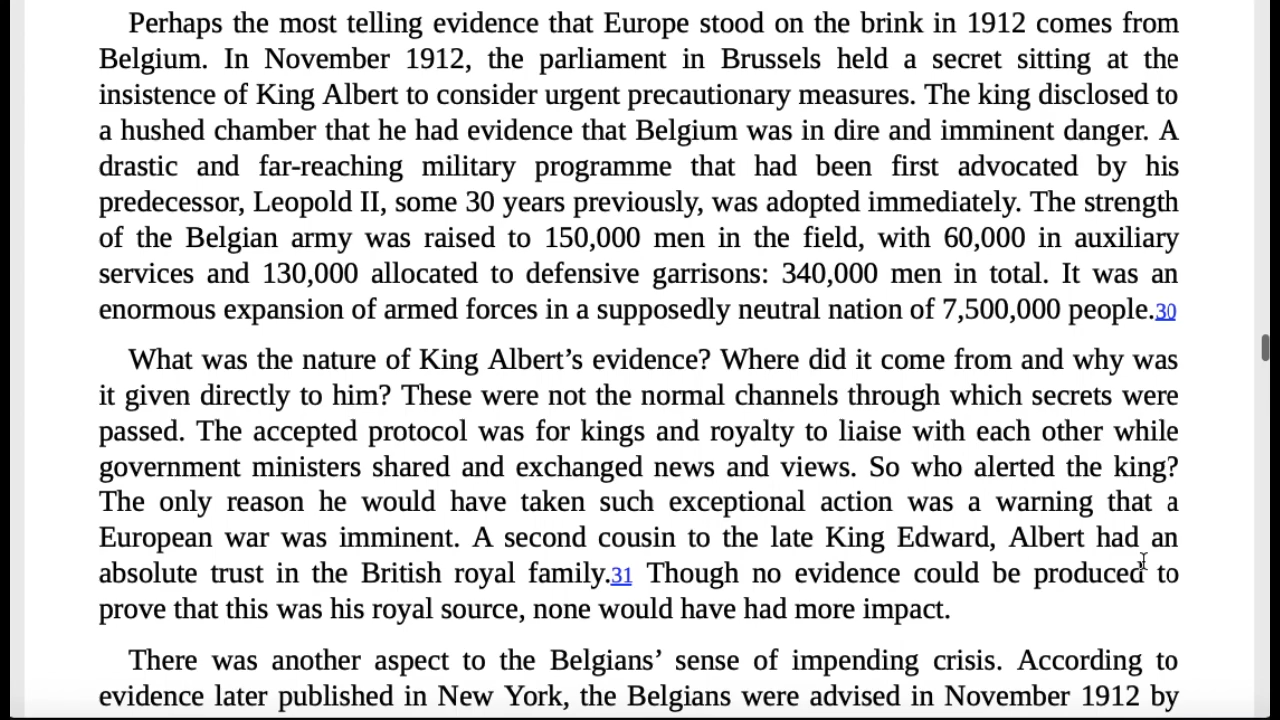 Perhaps the most telling evidence that Europe stood on the brink in 1912 comes from
Belgium. In November 1912, the parliament in Brussels held a secret sitting at the
insistence of King Albert to consider urgent precautionary measures. The king disclosed to
a hushed chamber that he had evidence that Belgium was in dire and imminent danger. A
drastic and far-reaching military programme that had been first advocated by his
predecessor, Leopold II, some 30 years previously, was adopted immediately. The strength
of the Belgian army was raised to 150,000 men in the field, with 60,000 in auxiliary
services and 130,000 allocated to defensive garrisons: 340,000 men in total. It was an
enormous expansion of armed forces in a supposedly neutral nation of 7,500,000 people.30
What was the nature of King Albert’s evidence? Where did it come from and why was
it given directly to him? These were not the normal channels through which secrets were
passed. The accepted protocol was for kings and royalty to liaise with each other while
government ministers shared and exchanged news and views. So who alerted the king?
The only reason he would have taken such exceptional action was a warning that a
European war was imminent. A second cousin to the late King Edward, Albert had an
absolute trust in the British royal family.31 Though no evidence could be produced to
prove that this was his royal source, none would have had more impact.
There was another aspect to the Belgians’ sense of impending crisis. According to
evidence later published in New York, the Belgians were advised in November 1912 by